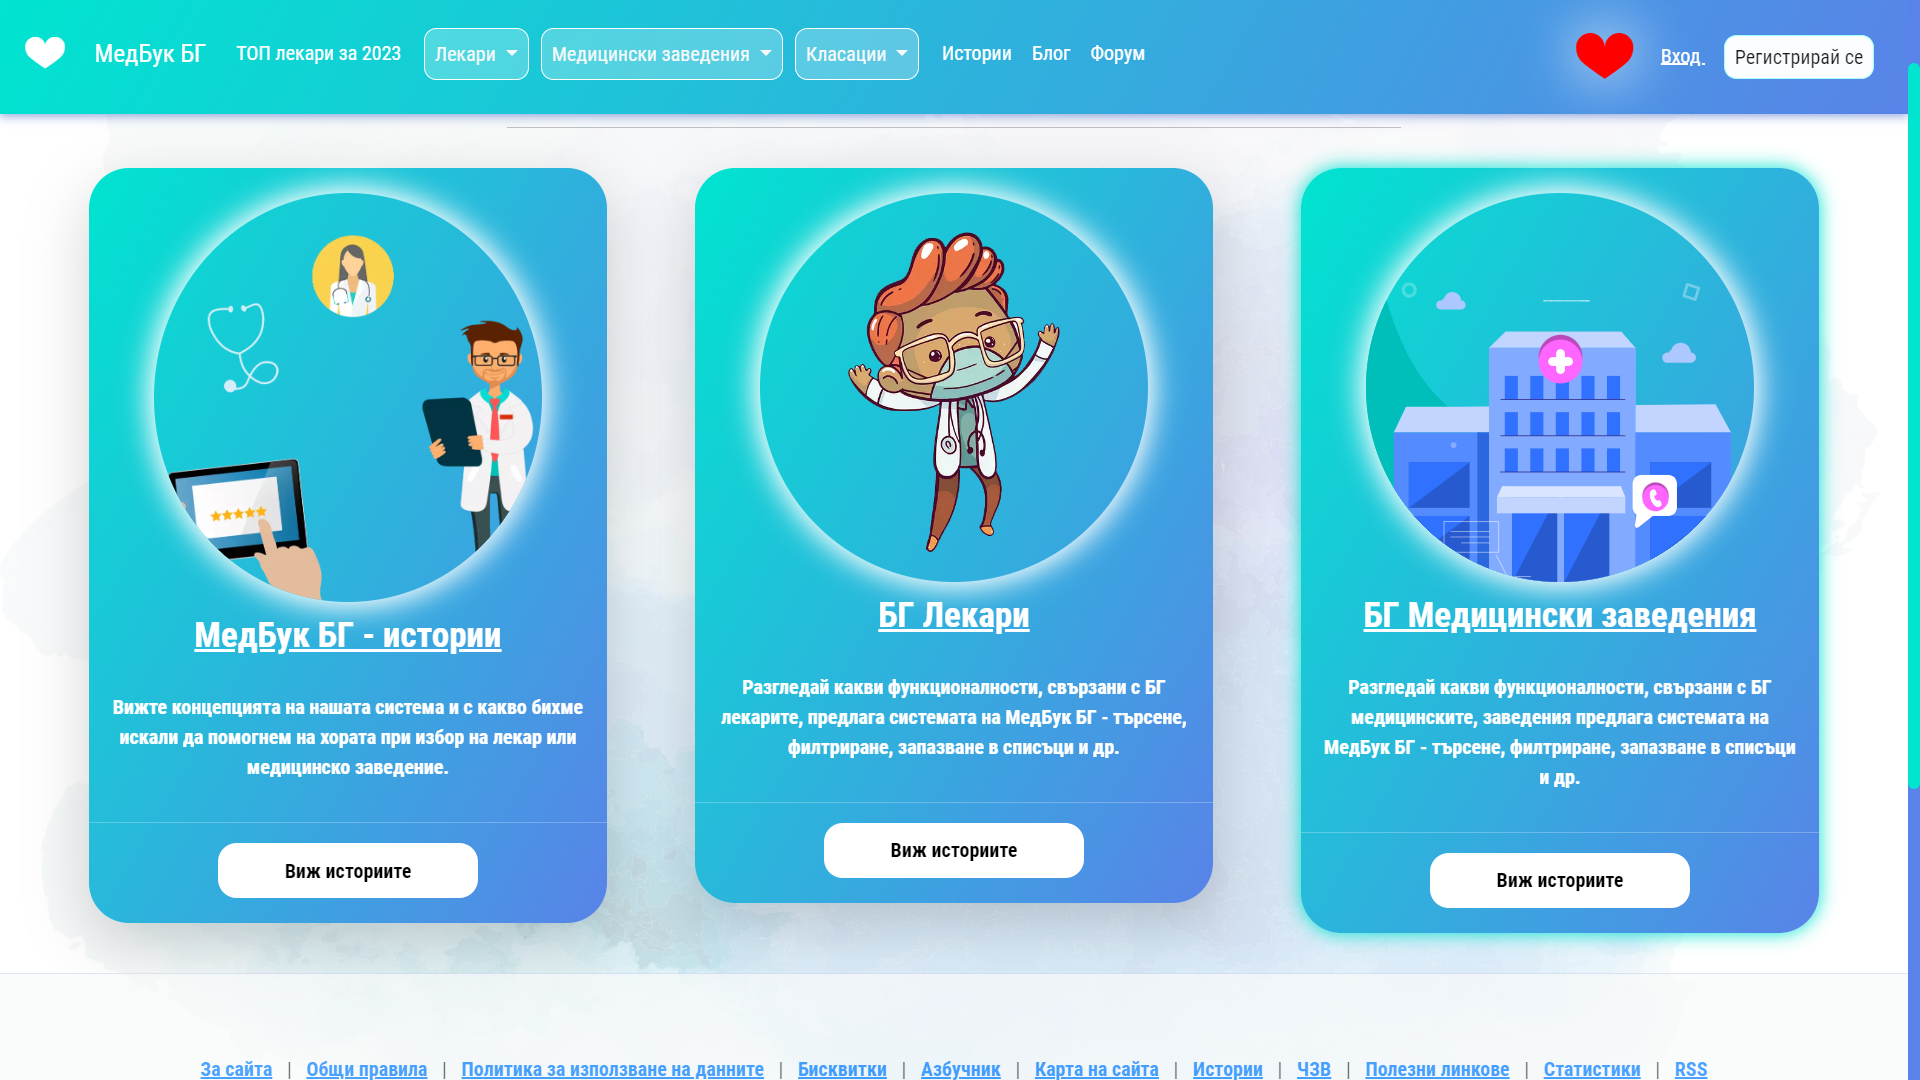 МедБук БГ
ТОП лекари за 2023
Лекари
Медицински заведения
Класации
Истории
Блог
Форум
Вход
Регистрирай се
МедБук БГ - истории
Вижте концепцията на нашата система и с какво бихме
искали да помогнем на хората при избор на лекар или
медицинско заведение.
Виж историите
БГ Лекари
Разгледай какви функционалности, свързани с БГ
лекарите, предлага системата на МедБук БГ - търсене,
филтриране, запазване в списъци и др.
Виж историите
БГ Медицински заведения
Разгледай какви функционалности, свързани с БГ
медицинските, заведения предлага системата на
МедБук БГ - търсене, филтриране, запазване в списъци
и др.
Виж историите
За сайта | Общи правила | Политика за използване на данните | Бисквитки | Азбучник | Карта на сайта | Истории | ЧЗВ | Полезни линкове | Статистики | RSS